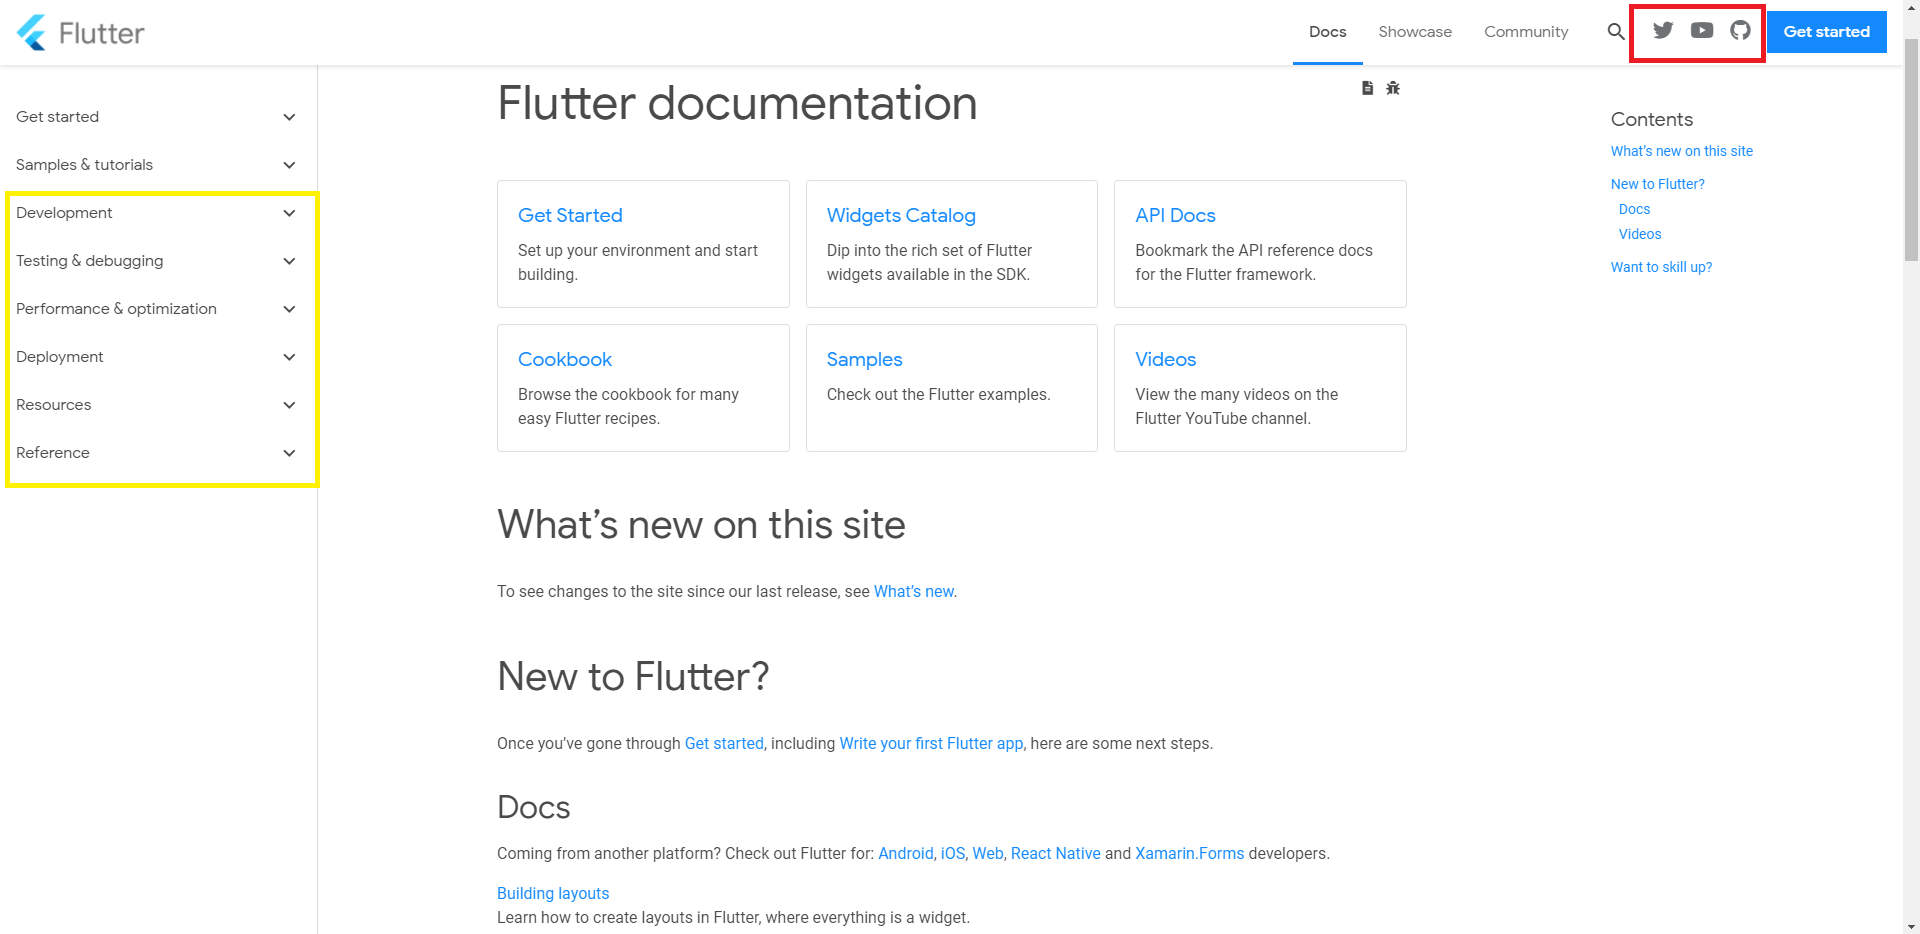 Flutter
Docs
Showcase
Community
Get started
Get started
Samples & tutorials
Development
Testing & debugging
Performance & optimization
Deployment
Resources
Reference
Flutter documentation
Get Started
Set up your environment and start
building.
Widgets Catalog
Dip into the rich set of Flutter
widgets available in the SDK.
API Docs
Bookmark the API reference docs
for the Flutter framework.
Cookbook
Browse the cookbook for many
easy Flutter recipes.
Samples
Check out the Flutter examples.
Videos
View the many videos on the
Flutter YouTube channel.
What’s new on this site
To see changes to the site since our last release, see What’s new.
New to Flutter?
Once you’ve gone through Get started, including Write your first Flutter app, here are some next steps.
Docs
Coming from another platform? Check out Flutter for: Android, iOS, Web, React Native and Xamarin.Forms developers.
Building layouts
Learn how to create layouts in Flutter, where everything is a widget.
Contents
What’s new on this site
New to Flutter?
Docs
Videos
Want to skill up?